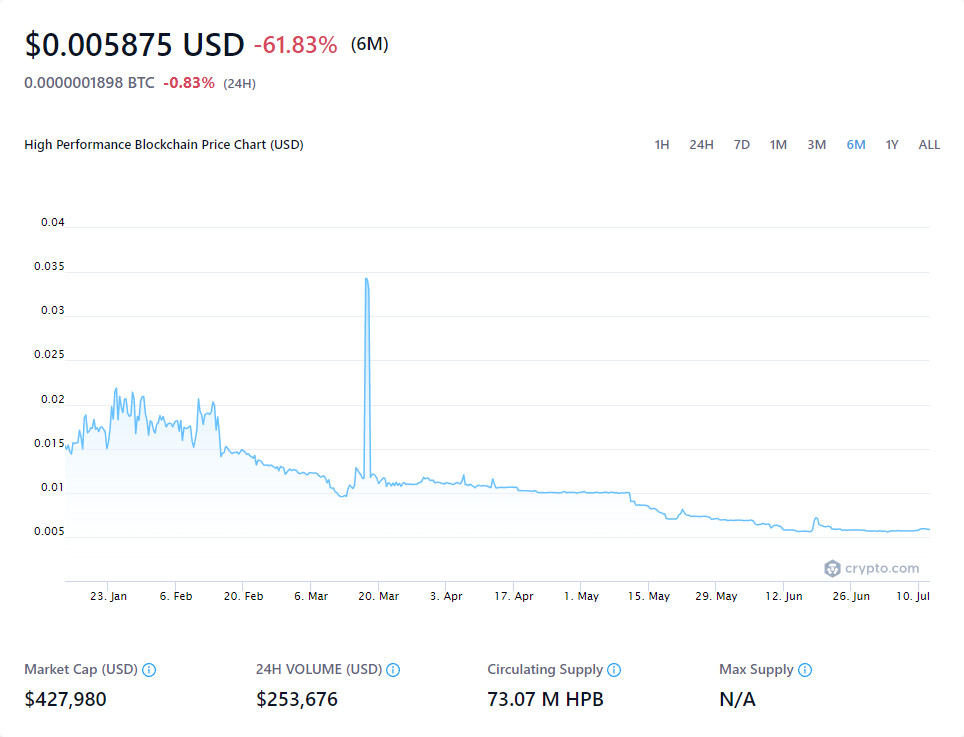 $0.005875 USD -61.83% (6M)
0.0000001898 BTC -0.83% (24H)
High Performance Blockchain Price Chart (USD) 1H 24H 7D 1M 3M 6M 1Y ALL
0.04
0.035
0.03
0.025
0.02
0.015
0.01
0.005
crypto.com
23. Jan 6. Feb 20. Feb 6. Mar 20. Mar 3. Apr 17. Apr 1. May 15. May 29. May 12. Jun 26. Jun 10. Jul
Market Cap (USD) 24H VOLUME (USD) Circulating Supply Max Supply
$427,980 $253,676 73.07 M HPB N/A